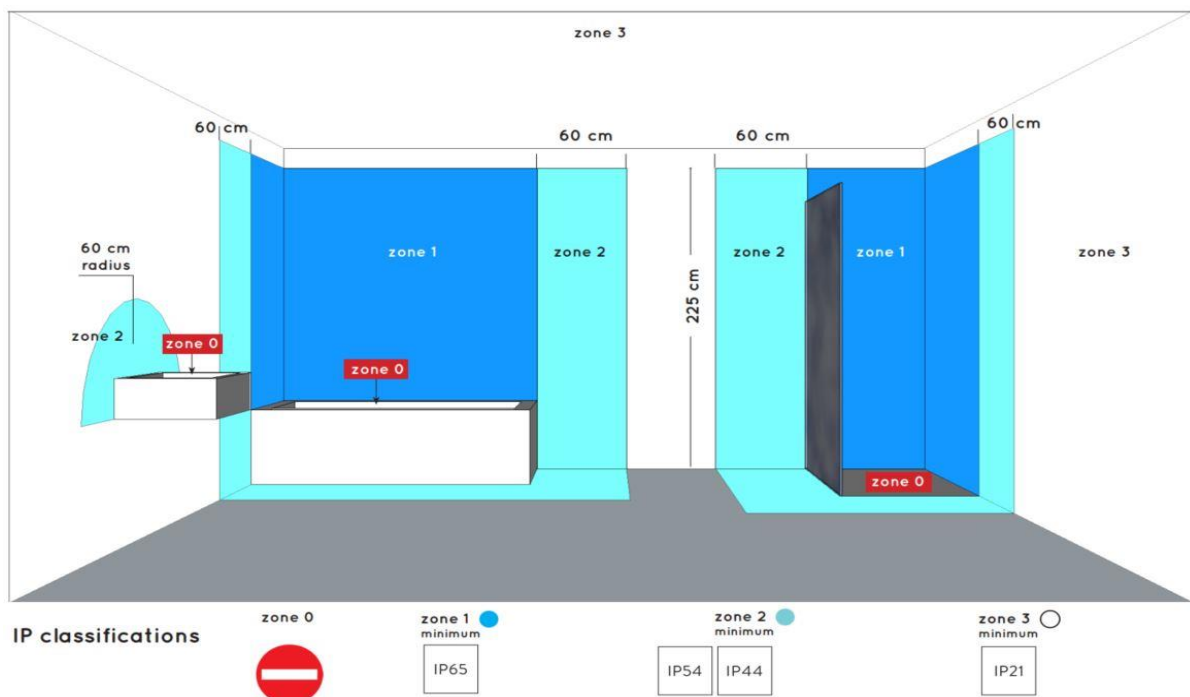 zone 3
60 cm
60 cm
60 cm
60 cm
60 cm
radius
zone 1
zone 2
zone 2
zone 1
zone 3
225 cm
zone 2
zone 0
zone 0
zone 0
IP classifications
zone 0
zone 1
minimum
IP65
zone 2
minimum
IP54
IP44
zone 3
minimum
IP21